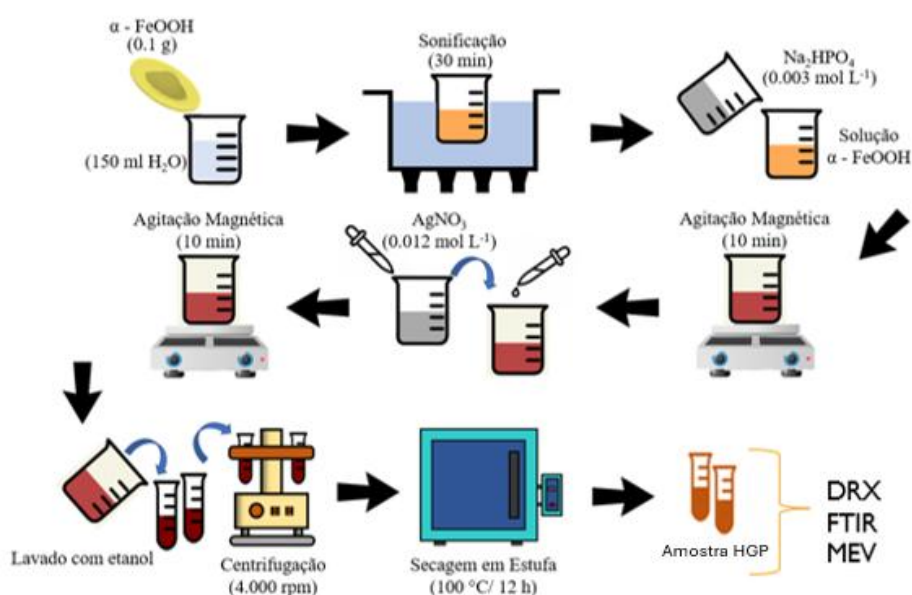 α - FeOOH
(0.1 g)
(150 ml H₂O)
Sonificação
(30 min)
Na₂HPO₄
(0.003 mol L⁻¹)
Solução
α - FeOOH
Agitação Magnética
(10 min)
AgNO₃
(0.012 mol L⁻¹)
Agitação Magnética
(10 min)
Lavado com etanol
Centrifugação
(4.000 rpm)
Secagem em Estufa
(100 °C/ 12 h)
Amostra HGP
DRX
FTIR
MEV